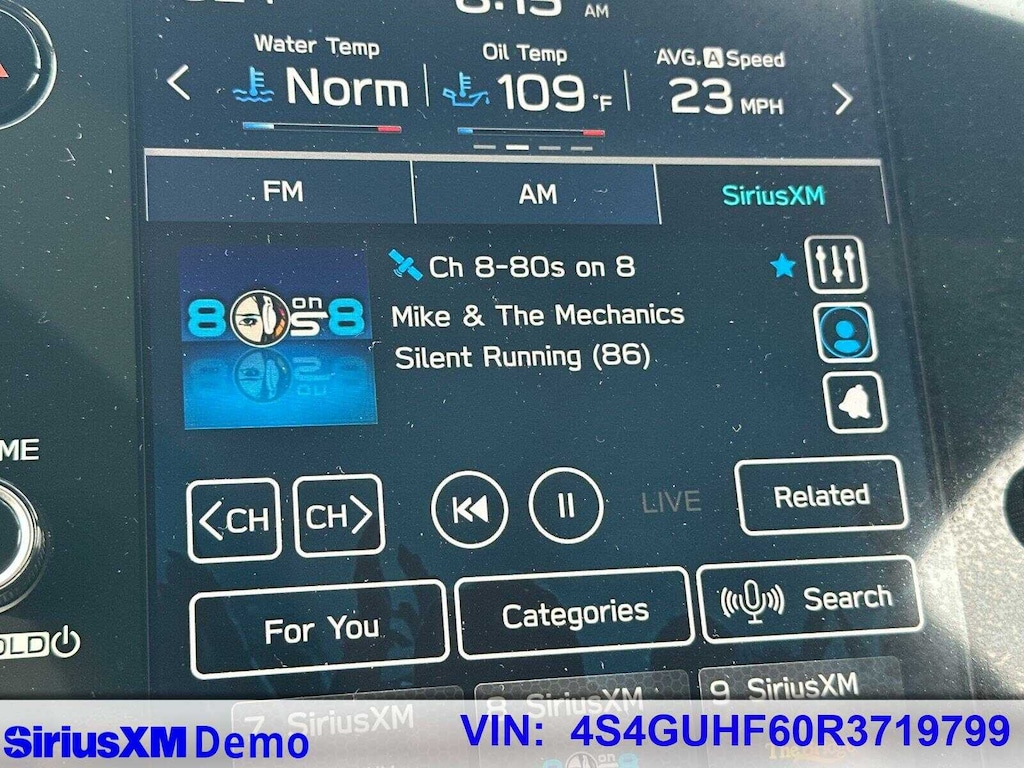 AM
Water Temp
Oil Temp
AVG. A Speed
Norm
109 °F
23 MPH
FM
AM
SiriusXM
Ch 8-80s on 8
8 on 8
Mike & The Mechanics
Silent Running (86)
ME
<CH
CH>
LIVE
Related
For You
Categories
Search
OLD
7 SiriusXM
8 SiriusXM
9 SiriusXM
SiriusXM Demo
VIN: 4S4GUHF60R3719799